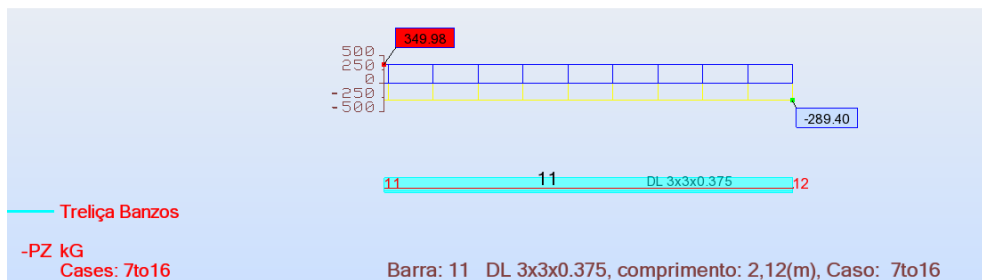 349.98
500
250
0
-250
-500
-289.40
11 11 DL 3x3x0.375 12
Treliça Banzos
-PZ kG
Cases: 7to16
Barra: 11 DL 3x3x0.375, comprimento: 2,12(m), Caso: 7to16